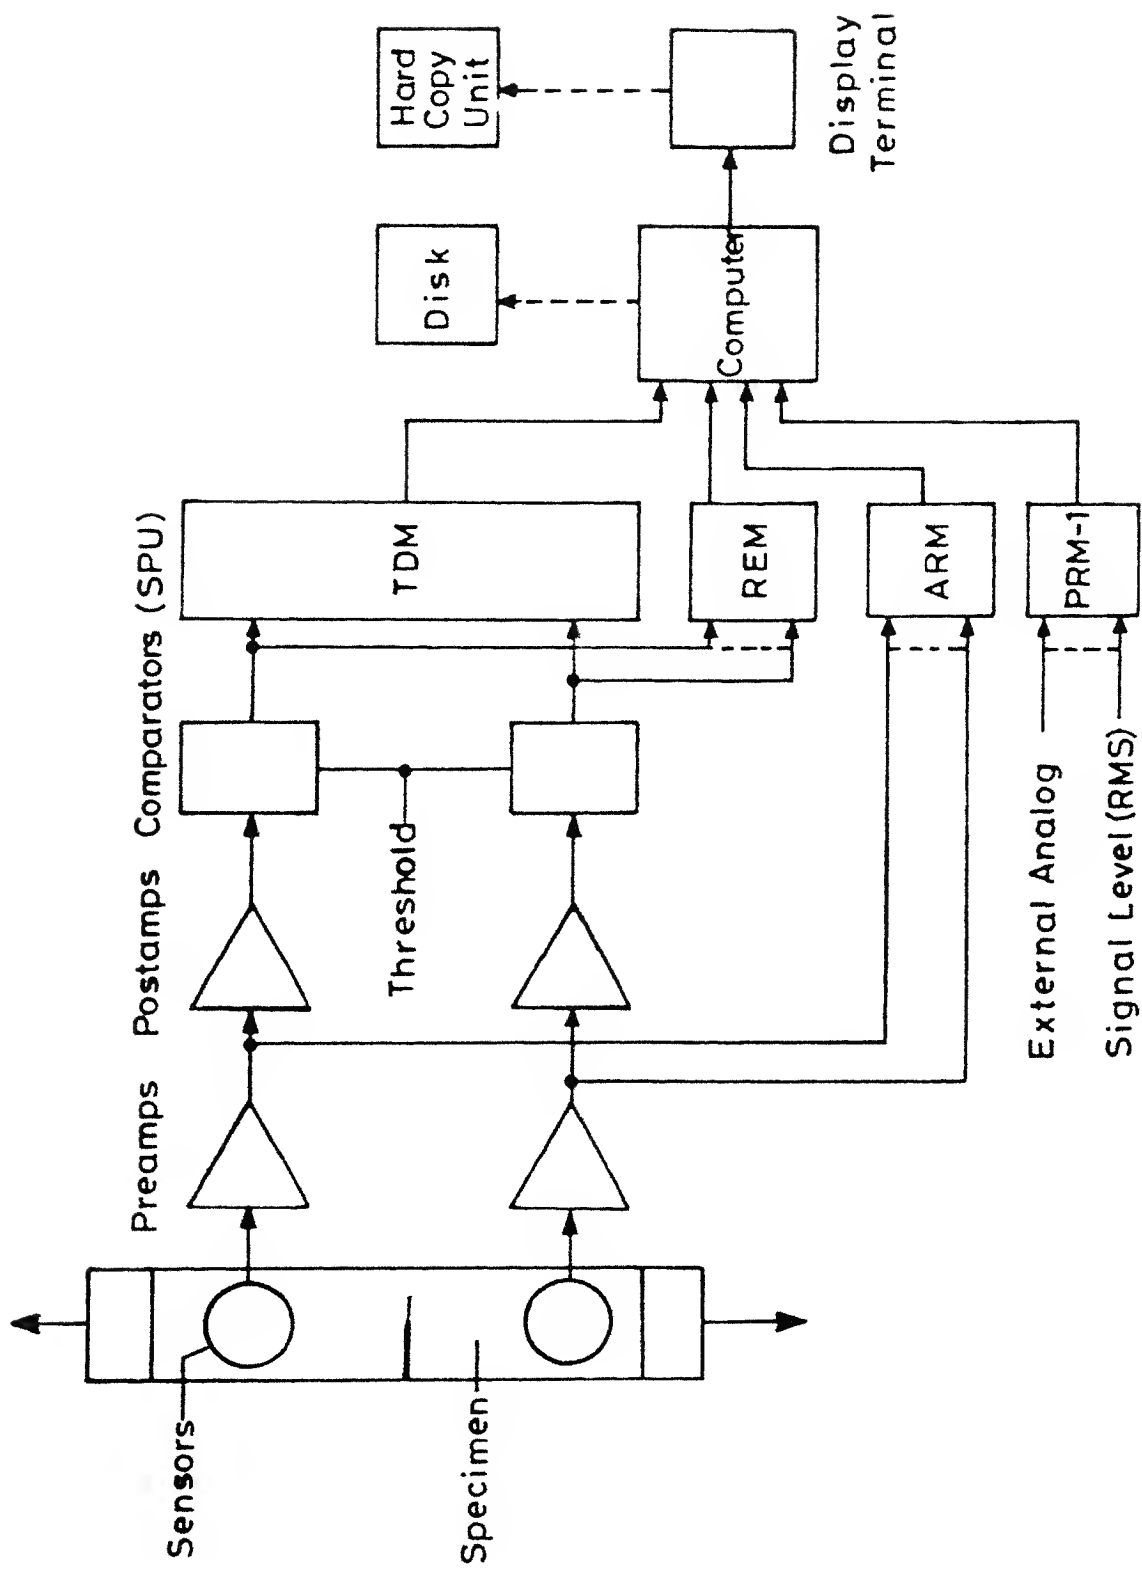 Sensors
Specimen
Preamps
Postamps
Comparators (SPU)
Threshold
TDM
REM
ARM
PRM-1
External Analog
Signal Level (RMS)
Computer
Disk
Hard
Copy
Unit
Display
Terminal